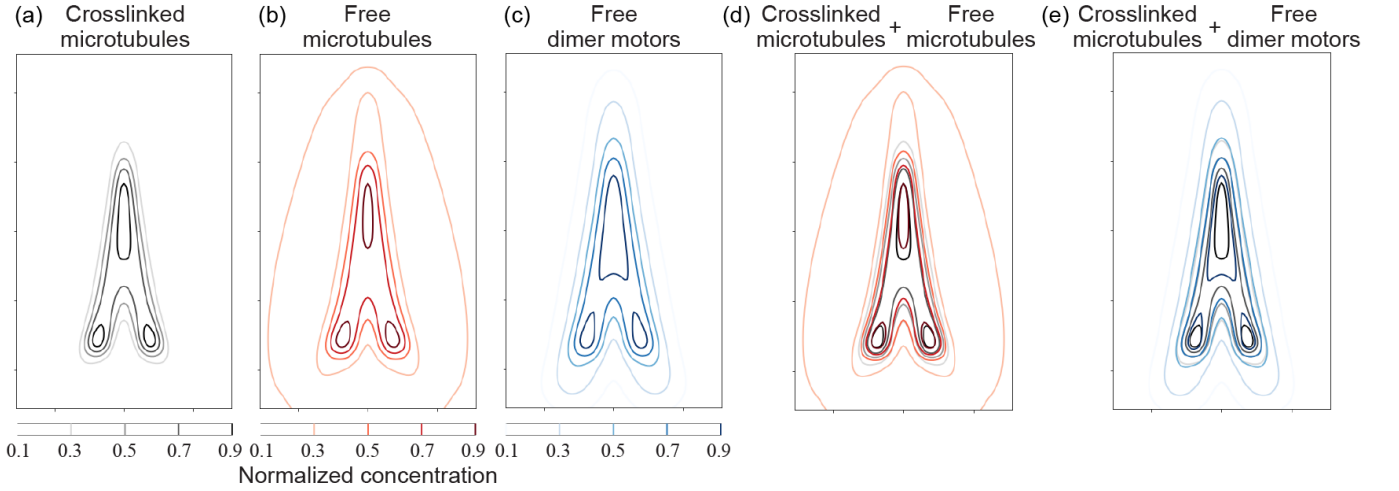 (a) Crosslinked microtubules
(b) Free microtubules
(c) Free dimer motors
(d) Crosslinked microtubules + Free microtubules
(e) Crosslinked microtubules + Free dimer motors
0.1 0.3 0.5 0.7 0.9
0.1 0.3 0.5 0.7 0.9
0.1 0.3 0.5 0.7 0.9
Normalized concentration